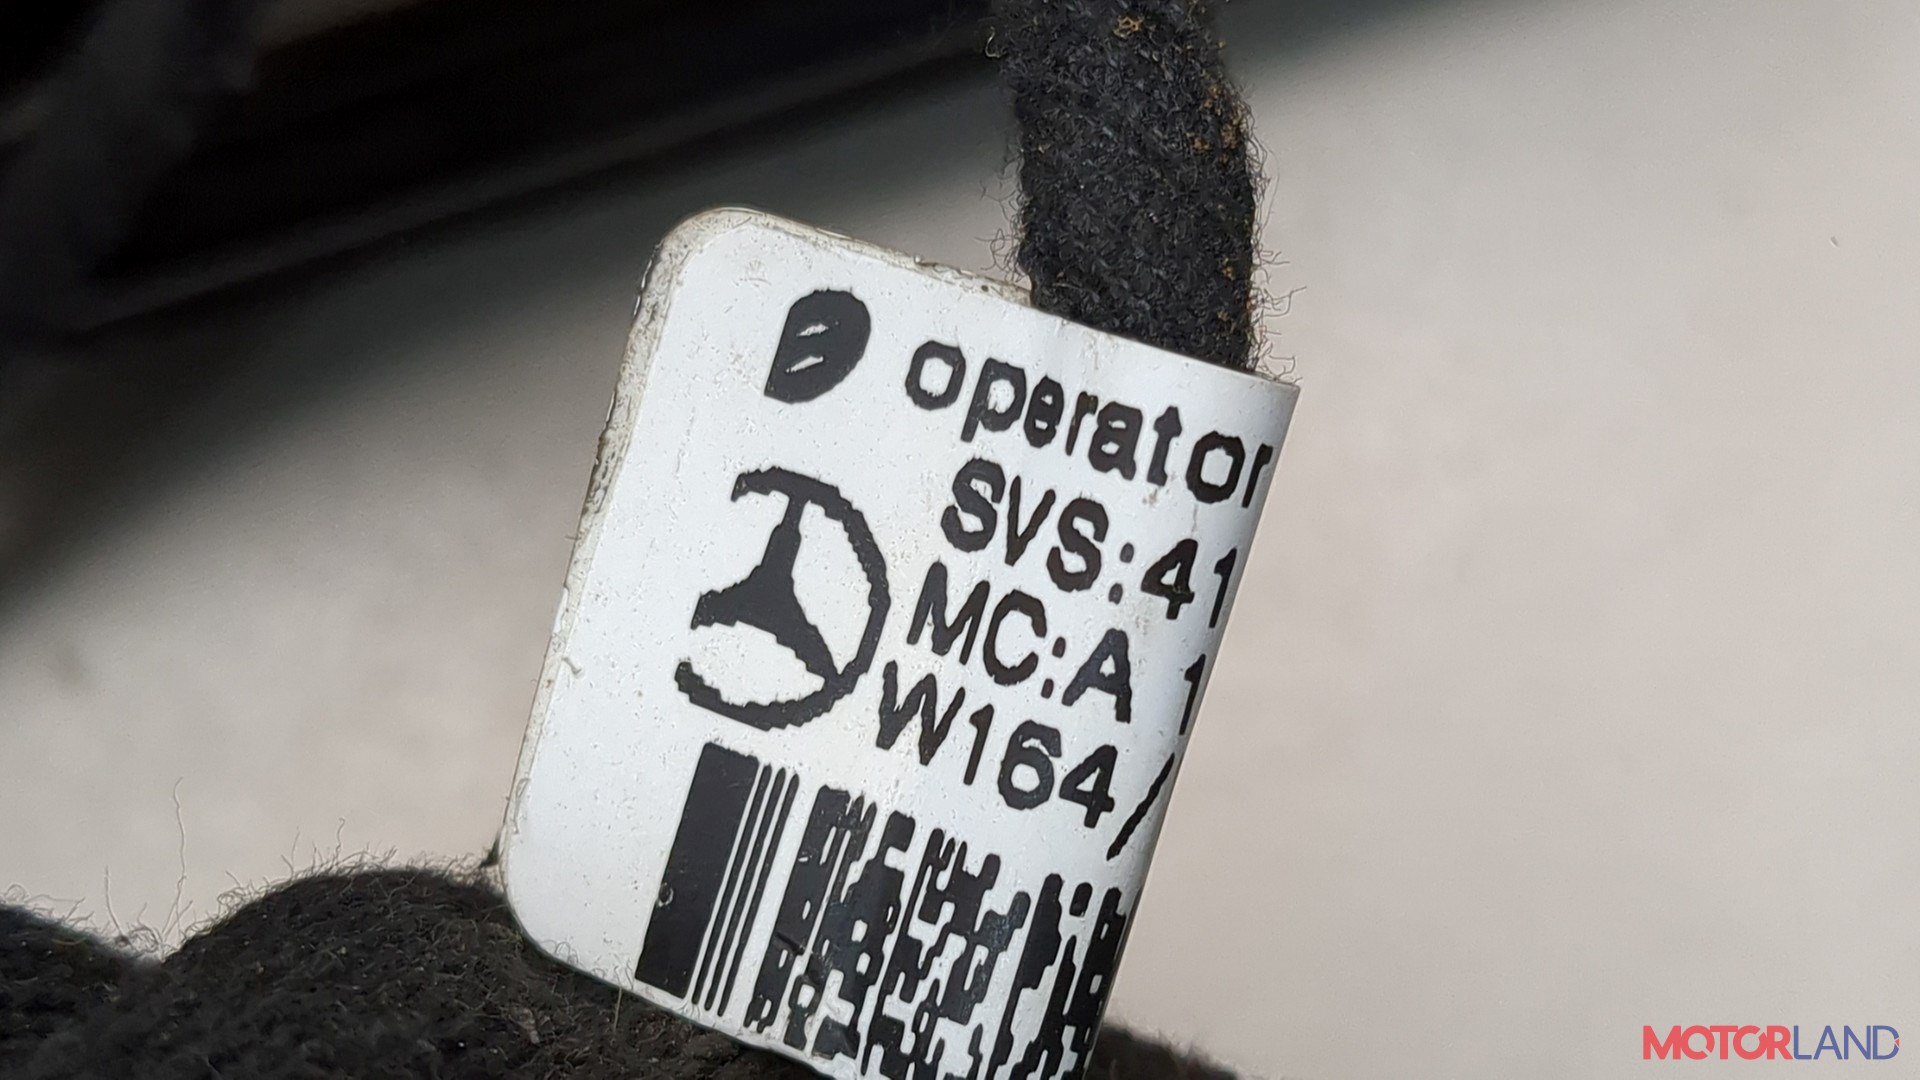 operator
SVS:41
MC:A 1
W164/
MOTORLAND